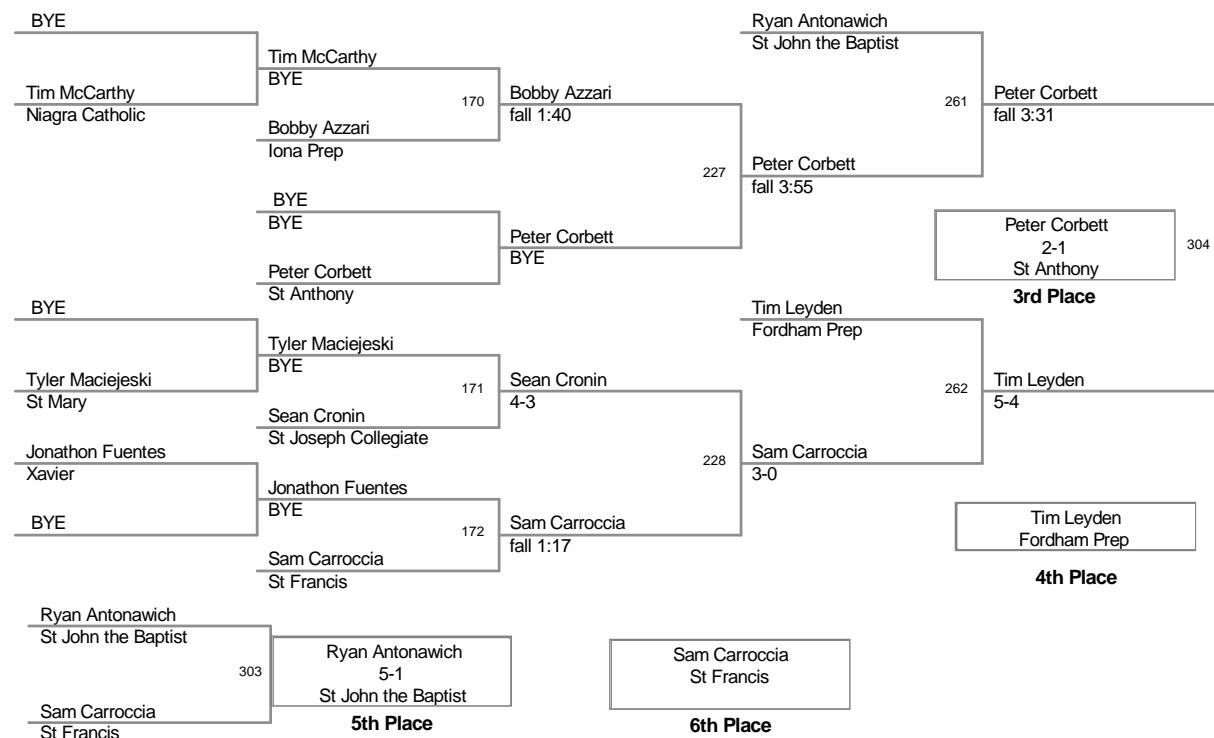 BYE
Ryan Antonawich
St John the Baptist
Tim McCarthy
BYE
Tim McCarthy
Niagra Catholic
170
Bobby Azzari
fall 1:40
261
Peter Corbett
fall 3:31
Bobby Azzari
Iona Prep
227
Peter Corbett
fall 3:55
BYE
BYE
Peter Corbett
BYE
Peter Corbett
2-1
St Anthony
304
3rd Place
Peter Corbett
St Anthony
BYE
Tim Leyden
Fordham Prep
Tyler Maciejeski
BYE
Tyler Maciejeski
St Mary
171
Sean Cronin
4-3
262
Tim Leyden
5-4
Sean Cronin
St Joseph Collegiate
Jonathon Fuentes
Xavier
228
Sam Carroccia
3-0
Jonathon Fuentes
BYE
BYE
172
Sam Carroccia
fall 1:17
Tim Leyden
Fordham Prep
4th Place
Sam Carroccia
St Francis
Ryan Antonawich
St John the Baptist
303
Ryan Antonawich
5-1
St John the Baptist
5th Place
Sam Carroccia
St Francis
6th Place
Sam Carroccia
St Francis